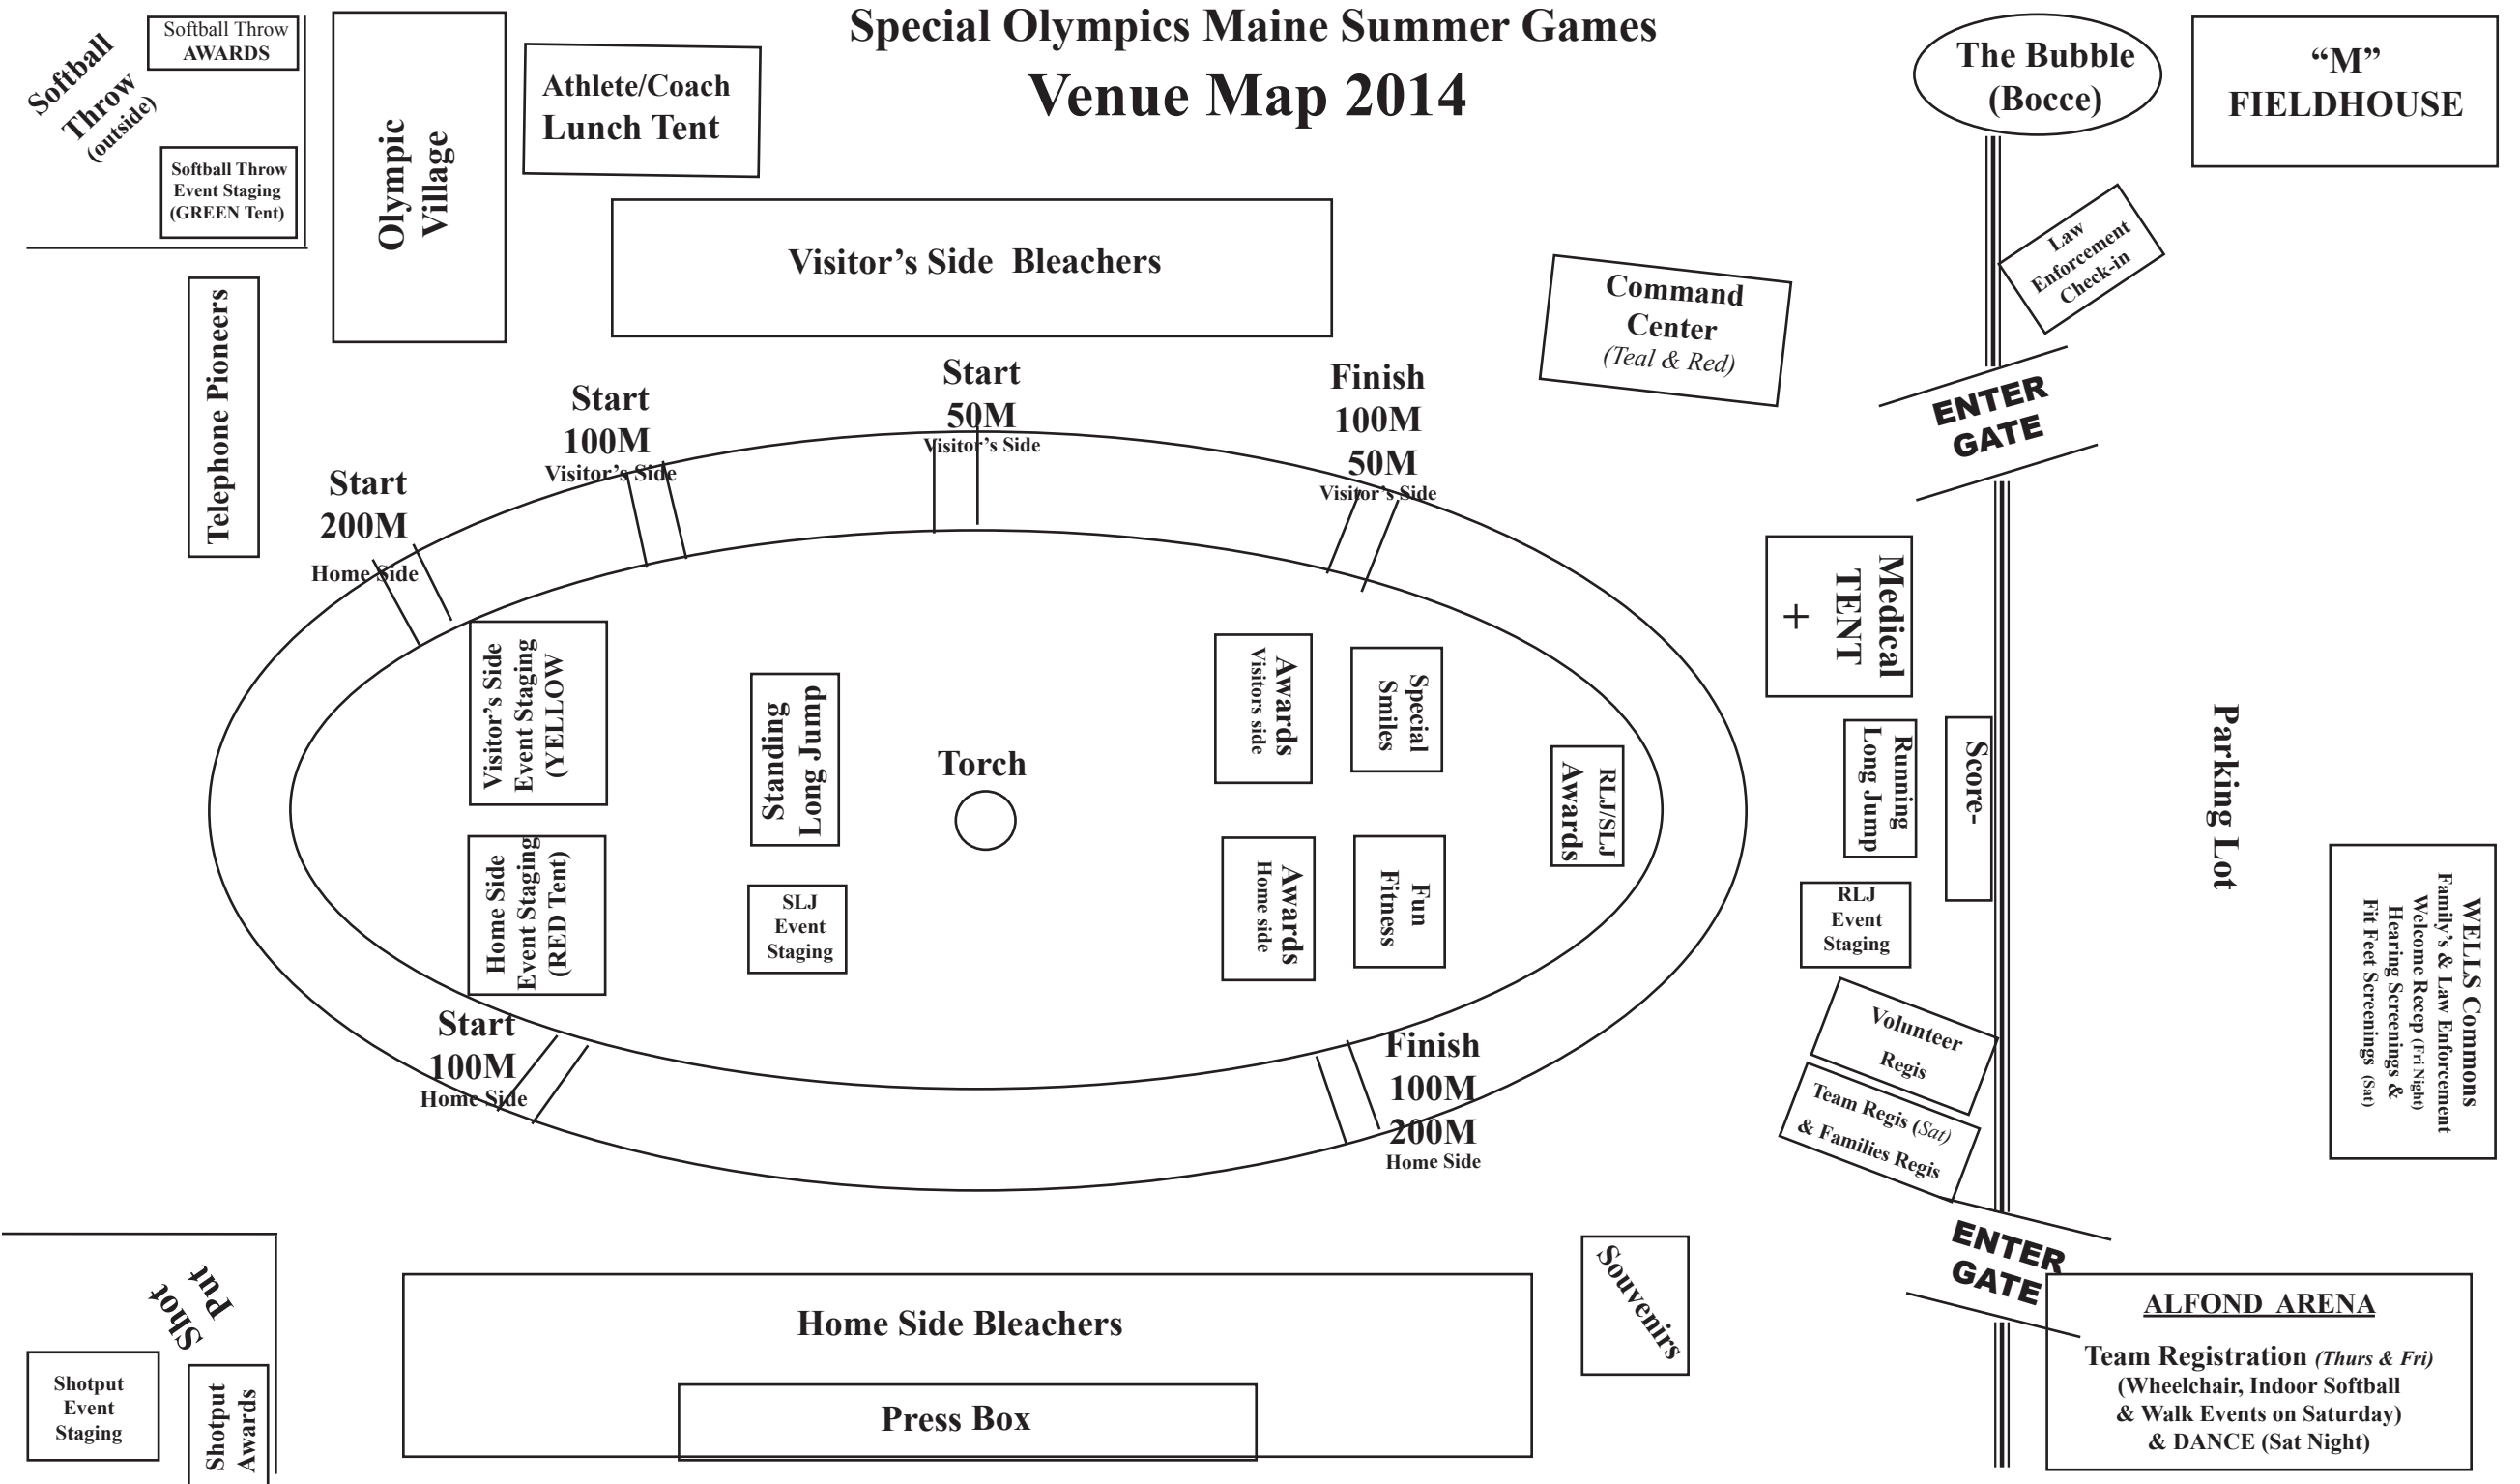 Special Olympics Maine Summer Games
Venue Map 2014
Softball Throw
AWARDS
Softball
Throw
(outside)
Softball Throw
Event Staging
(GREEN Tent)
Olympic
Village
Athlete/Coach
Lunch Tent
The Bubble
(Bocce)
“M”
FIELDHOUSE
Visitor’s Side Bleachers
Law
Enforcement
Check-in
Command
Center
(Teal & Red)
Telephone Pioneers
ENTER
GATE
Start
200M
Home Side
Start
100M
Visitor’s Side
Start
50M
Visitor’s Side
Finish
100M
50M
Visitor’s Side
Medical
TENT
+
Visitor’s Side
Event Staging
(YELLOW
Standing
Long Jump
Torch
Awards
Visitors side
Special
Smiles
RLJ/SLJ
Awards
Running
Long Jump
Score-
Parking Lot
Home Side
Event Staging
(RED Tent)
SLJ
Event
Staging
Awards
Home side
Fun
Fitness
RLJ
Event
Staging
WELLS Commons
Family’s & Law Enforcement
Welcome Recep (Fri Night)
Hearing Screenings &
Fit Feet Screenings (Sat)
Start
100M
Home Side
Finish
100M
200M
Home Side
Volunteer
Regis
Team Regis (Sat)
& Families Regis
ENTER
GATE
Shot
Put
Shotput
Event
Staging
Shotput
Awards
Home Side Bleachers
Press Box
Souvenirs
ALFOND ARENA
Team Registration (Thurs & Fri)
(Wheelchair, Indoor Softball
& Walk Events on Saturday)
& DANCE (Sat Night)